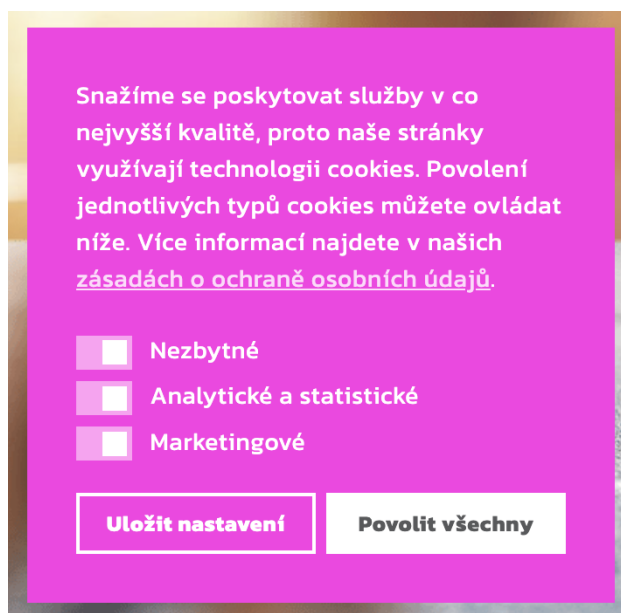 Snažíme se poskytovat služby v co
nejvyšší kvalitě, proto naše stránky
využívají technologii cookies. Povolení
jednotlivých typů cookies můžete ovládat
níže. Více informací najdete v našich
zásadách o ochraně osobních údajů.
Nezbytné
Analytické a statistické
Marketingové
Uložit nastavení
Povolit všechny